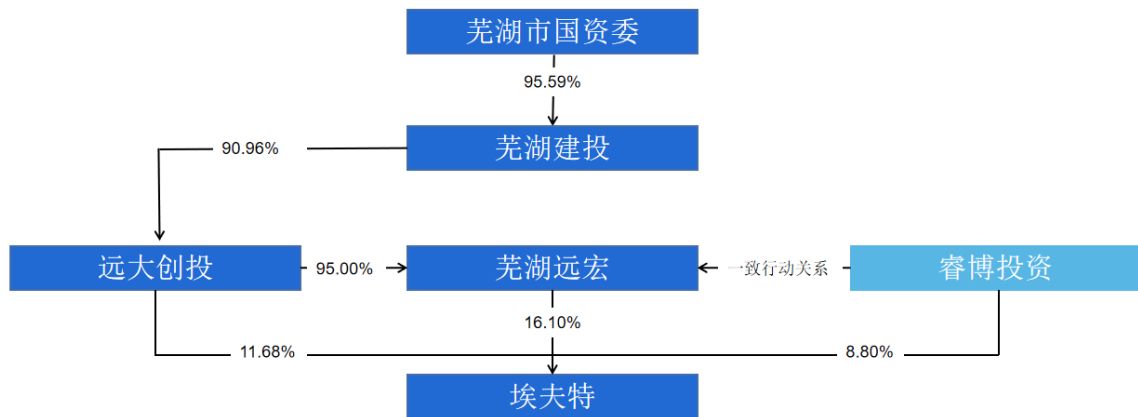 芜湖市国资委
95.59%
芜湖建投
90.96%
远大创投
95.00%
芜湖远宏
一致行动关系
睿博投资
16.10%
11.68%
8.80%
埃夫特